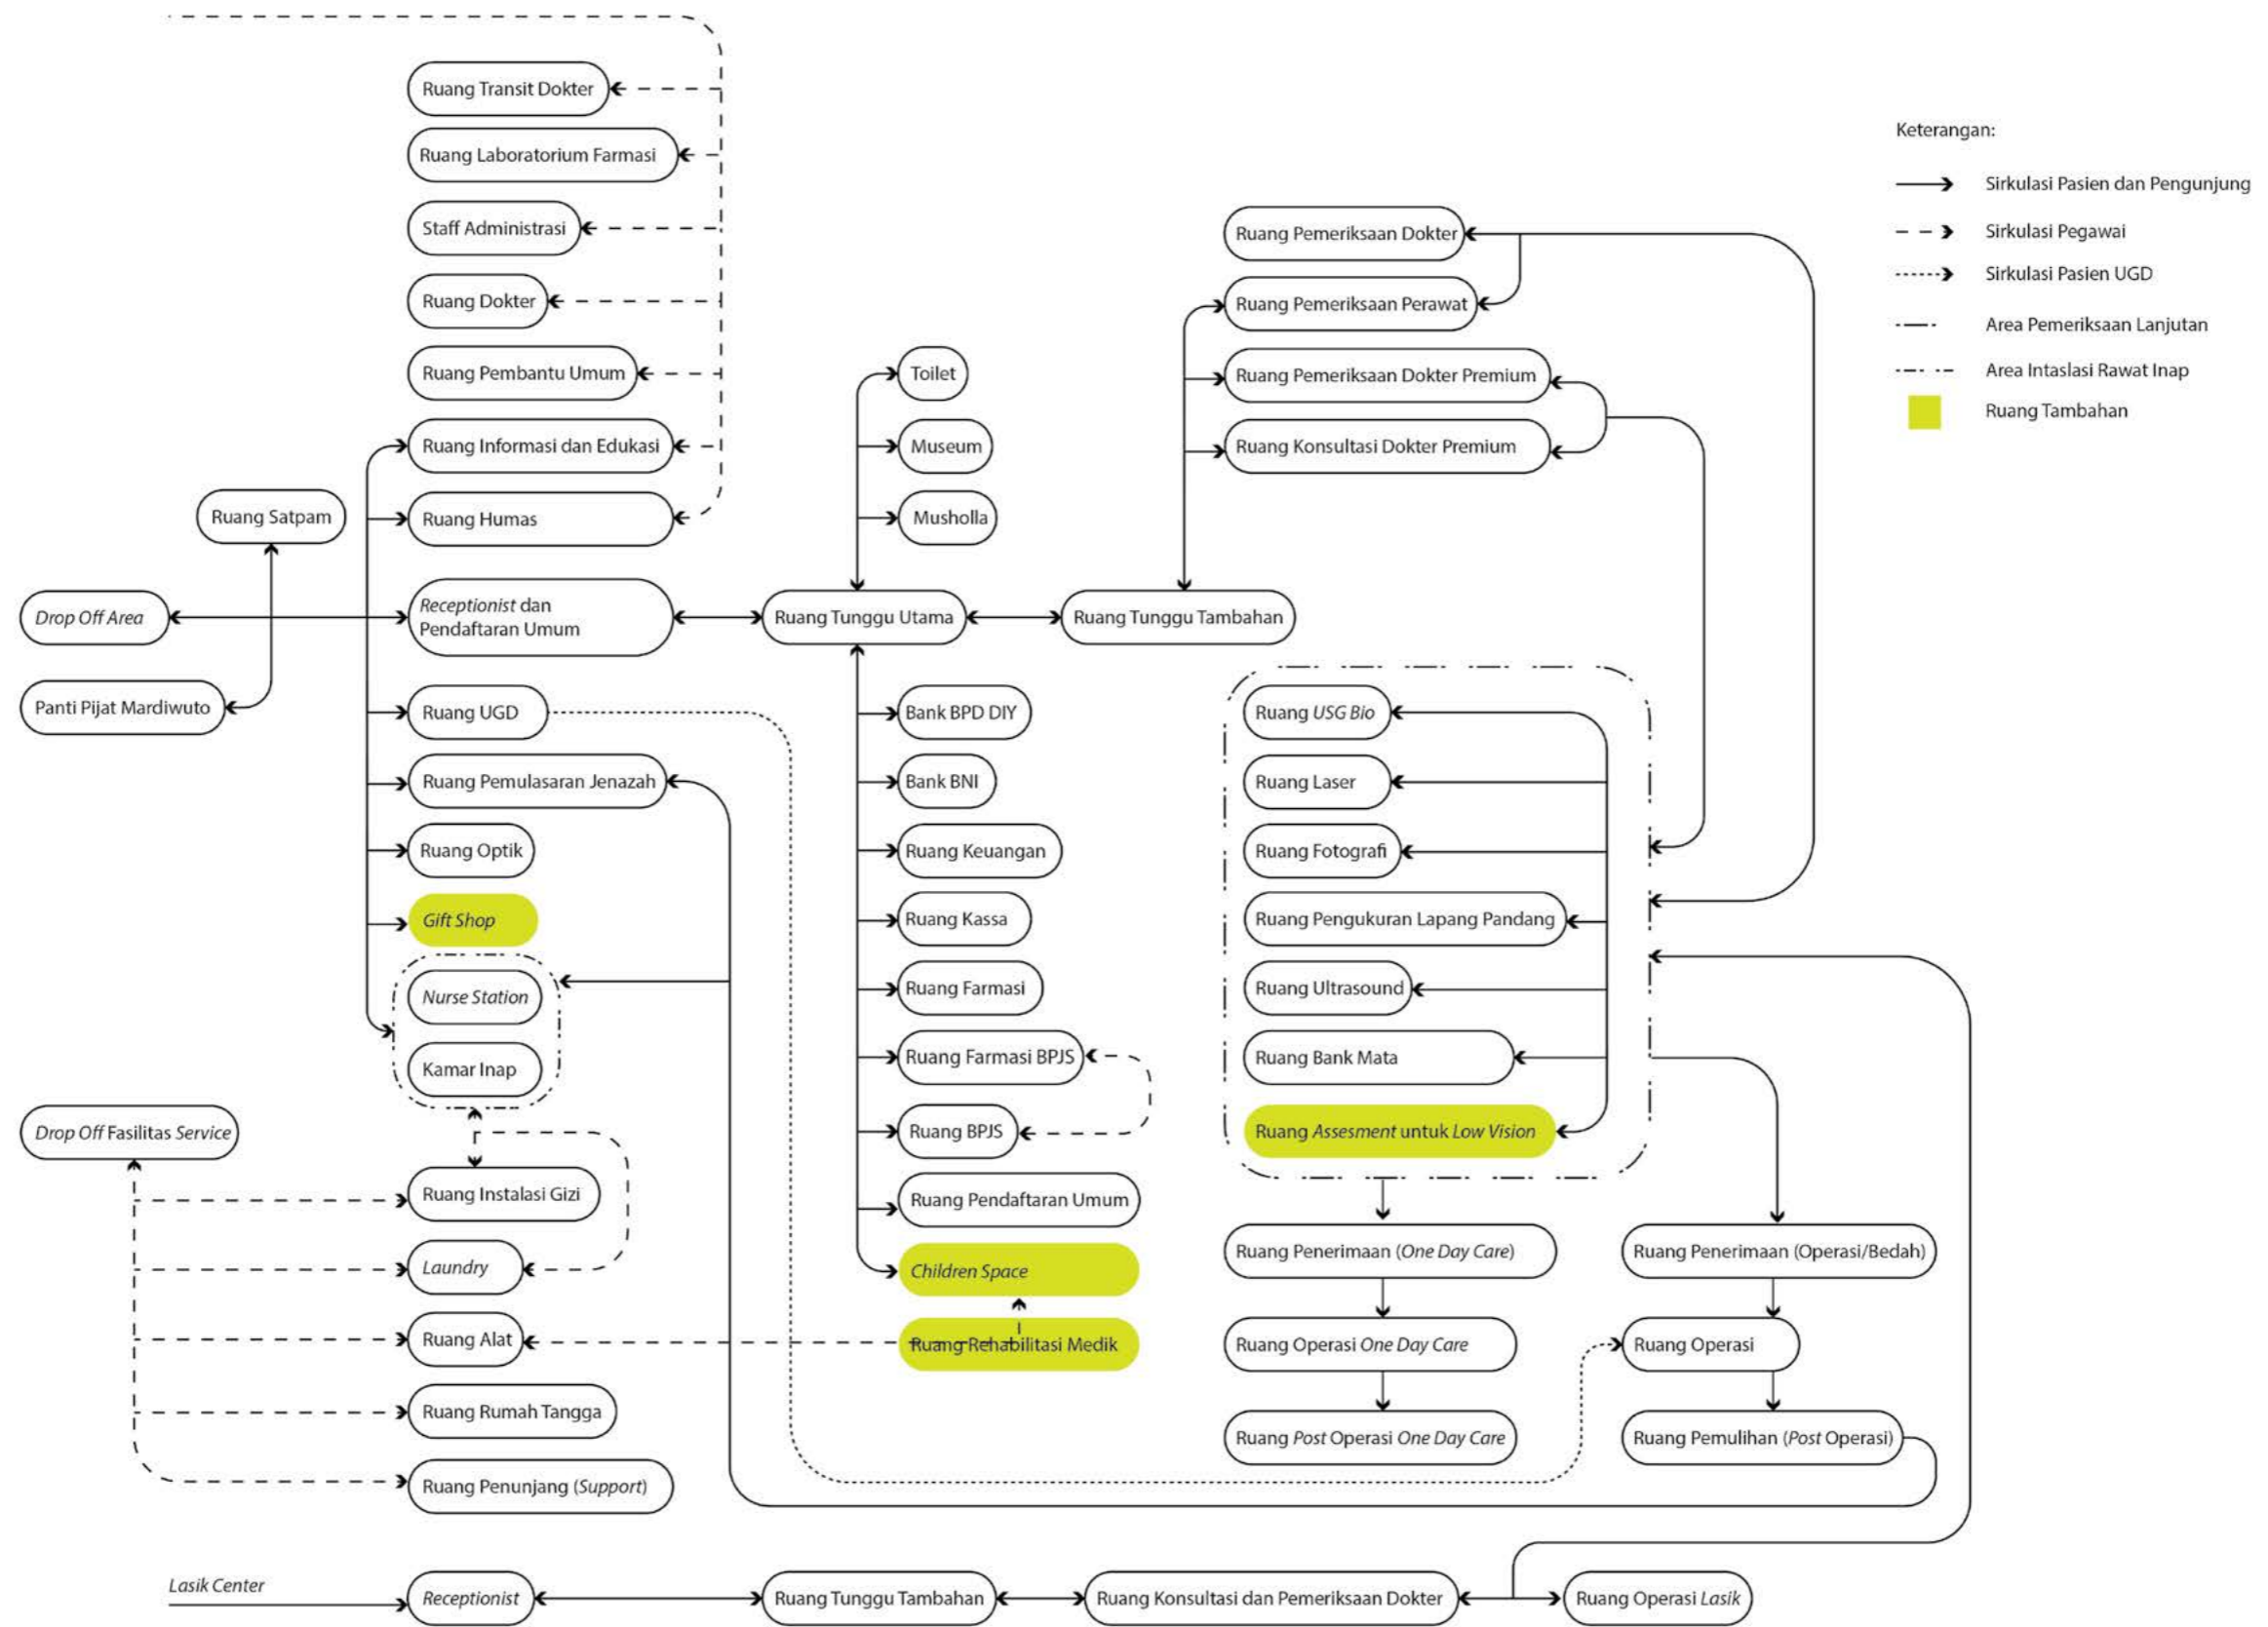 Ruang Transit Dokter
Ruang Laboratorium Farmasi
Staff Administrasi
Ruang Dokter
Ruang Pembantu Umum
Ruang Informasi dan Edukasi
Ruang Humas
Ruang Satpam
Drop Off Area
Panti Pijat Mardiwuto
Receptionist dan
Pendaftaran Umum
Ruang UGD
Ruang Pemulasaran Jenazah
Ruang Optik
Gift Shop
Nurse Station
Kamar Inap
Drop Off Fasilitas Service
Ruang Instalasi Gizi
Laundry
Ruang Alat
Ruang Rumah Tangga
Ruang Penunjang (Support)
Toilet
Museum
Musholla
Ruang Tunggu Utama
Bank BPD DIY
Bank BNI
Ruang Keuangan
Ruang Kassa
Ruang Farmasi
Ruang Farmasi BPJS
Ruang BPJS
Ruang Pendaftaran Umum
Children Space
Ruang Rehabilitasi Medik
Ruang Pemeriksaan Dokter
Ruang Pemeriksaan Perawat
Ruang Pemeriksaan Dokter Premium
Ruang Konsultasi Dokter Premium
Ruang Tunggu Tambahan
Ruang USG Bio
Ruang Laser
Ruang Fotografi
Ruang Pengukuran Lapang Pandang
Ruang Ultrasound
Ruang Bank Mata
Ruang Assesment untuk Low Vision
Ruang Penerimaan (One Day Care)
Ruang Operasi One Day Care
Ruang Post Operasi One Day Care
Ruang Penerimaan (Operasi/Bedah)
Ruang Operasi
Ruang Pemulihan (Post Operasi)
Keterangan:
Sirkulasi Pasien dan Pengunjung
Sirkulasi Pegawai
Sirkulasi Pasien UGD
Area Pemeriksaan Lanjutan
Area Intaslasi Rawat Inap
Ruang Tambahan
Lasik Center
Receptionist
Ruang Tunggu Tambahan
Ruang Konsultasi dan Pemeriksaan Dokter
Ruang Operasi Lasik